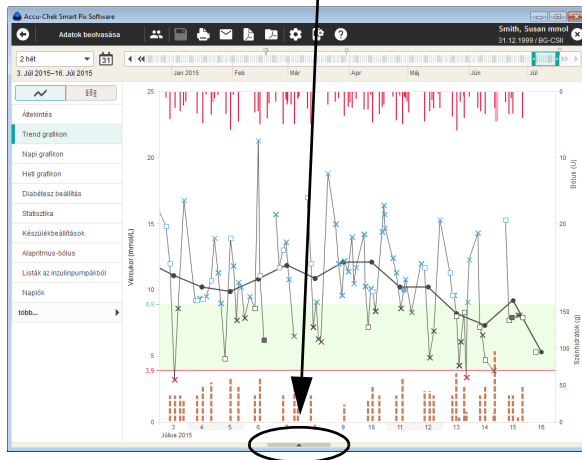 Accu-Chek Smart Pix Software
Adatok beolvasása
Smith, Susan mmol
31.12.1999 / BG-CSII
2 hét
31
3. Júl 2015–16. Júl 2015
Jan 2015 Feb Már Apr Máj Jún Júl
Áttekintés
Trend grafikon
Napi grafikon
Heti grafikon
Diabétesz beállítás
Statisztika
Készülékbeállítások
Alapritmus-bólus
Listák az inzulinpumpákból
Naplók
több...
Vércukor (mmol/L)
25
20
15
10
8,9
5
3,9
0
0
10
20
Bólus (U)
150
100
50
0
Szénhidrátok (g)
3 4 5 6 7 8 9 10 11 12 13 14 15 16
Július 2015